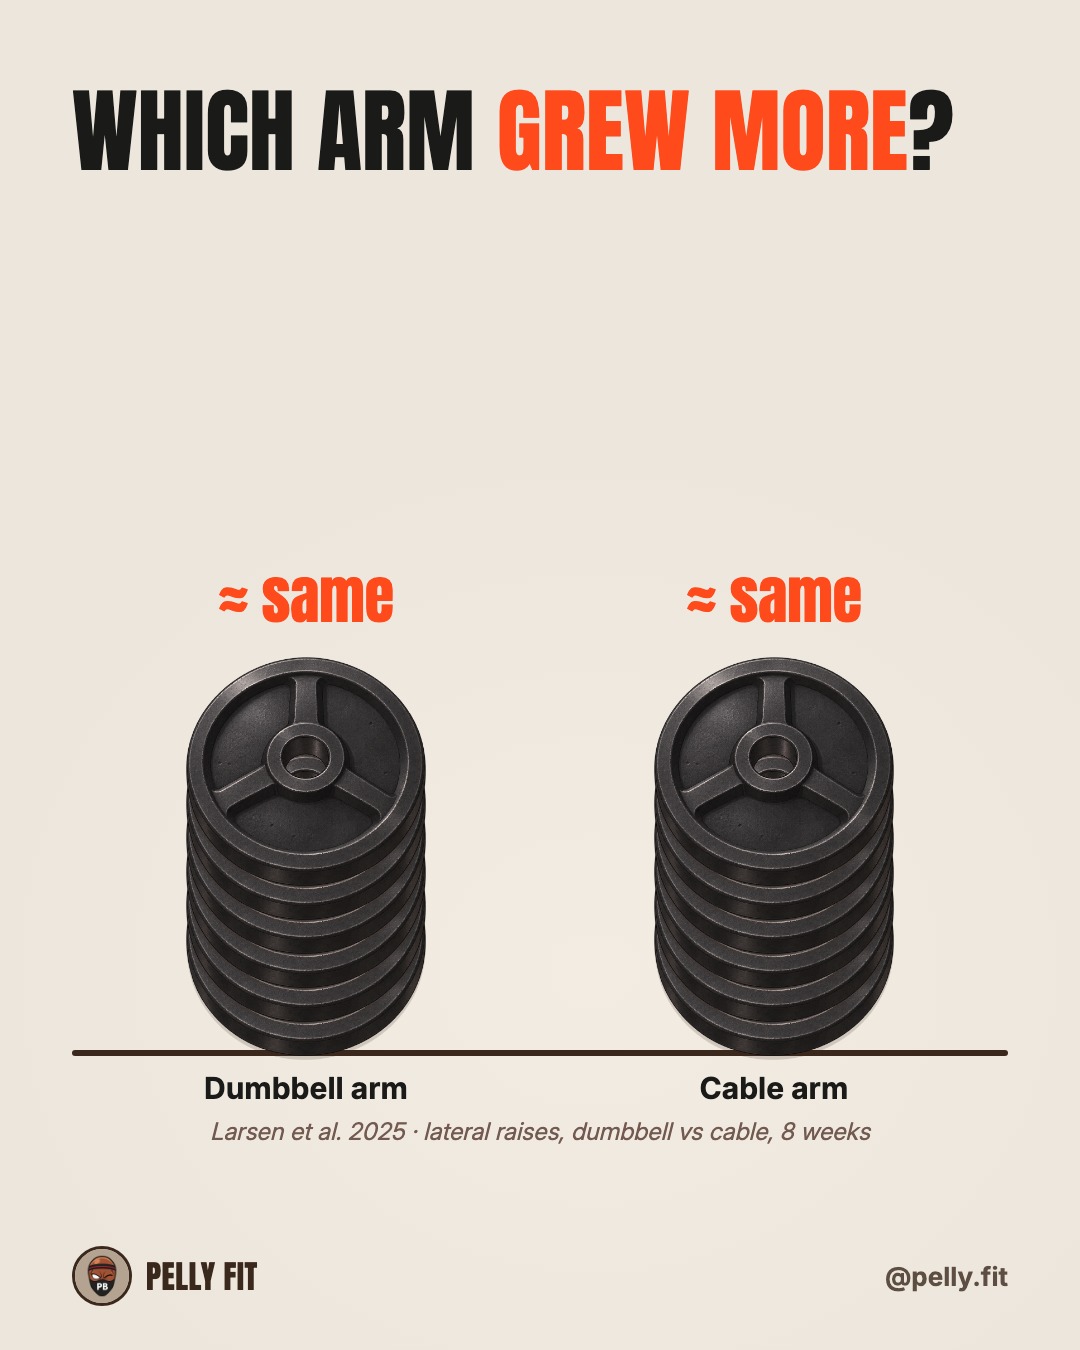 WHICH ARM GREW MORE?
≈ same
≈ same
Dumbbell arm
Cable arm
Larsen et al. 2025 · lateral raises, dumbbell vs cable, 8 weeks
PB
PELLY FIT
@pelly.fit